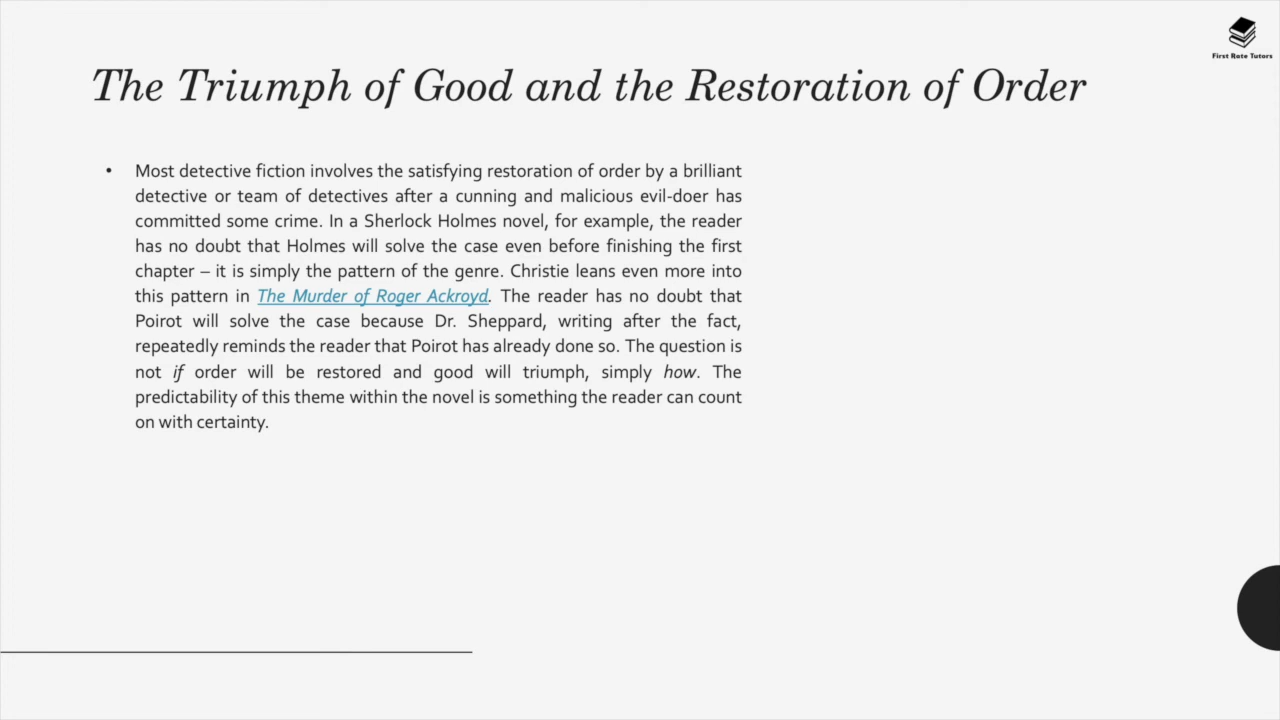 First Rate Tutors
The Triumph of Good and the Restoration of Order
• Most detective fiction involves the satisfying restoration of order by a brilliant
detective or team of detectives after a cunning and malicious evil-doer has
committed some crime. In a Sherlock Holmes novel, for example, the reader
has no doubt that Holmes will solve the case even before finishing the first
chapter – it is simply the pattern of the genre. Christie leans even more into
this pattern in The Murder of Roger Ackroyd. The reader has no doubt that
Poirot will solve the case because Dr. Sheppard, writing after the fact,
repeatedly reminds the reader that Poirot has already done so. The question is
not if order will be restored and good will triumph, simply how. The
predictability of this theme within the novel is something the reader can count
on with certainty.